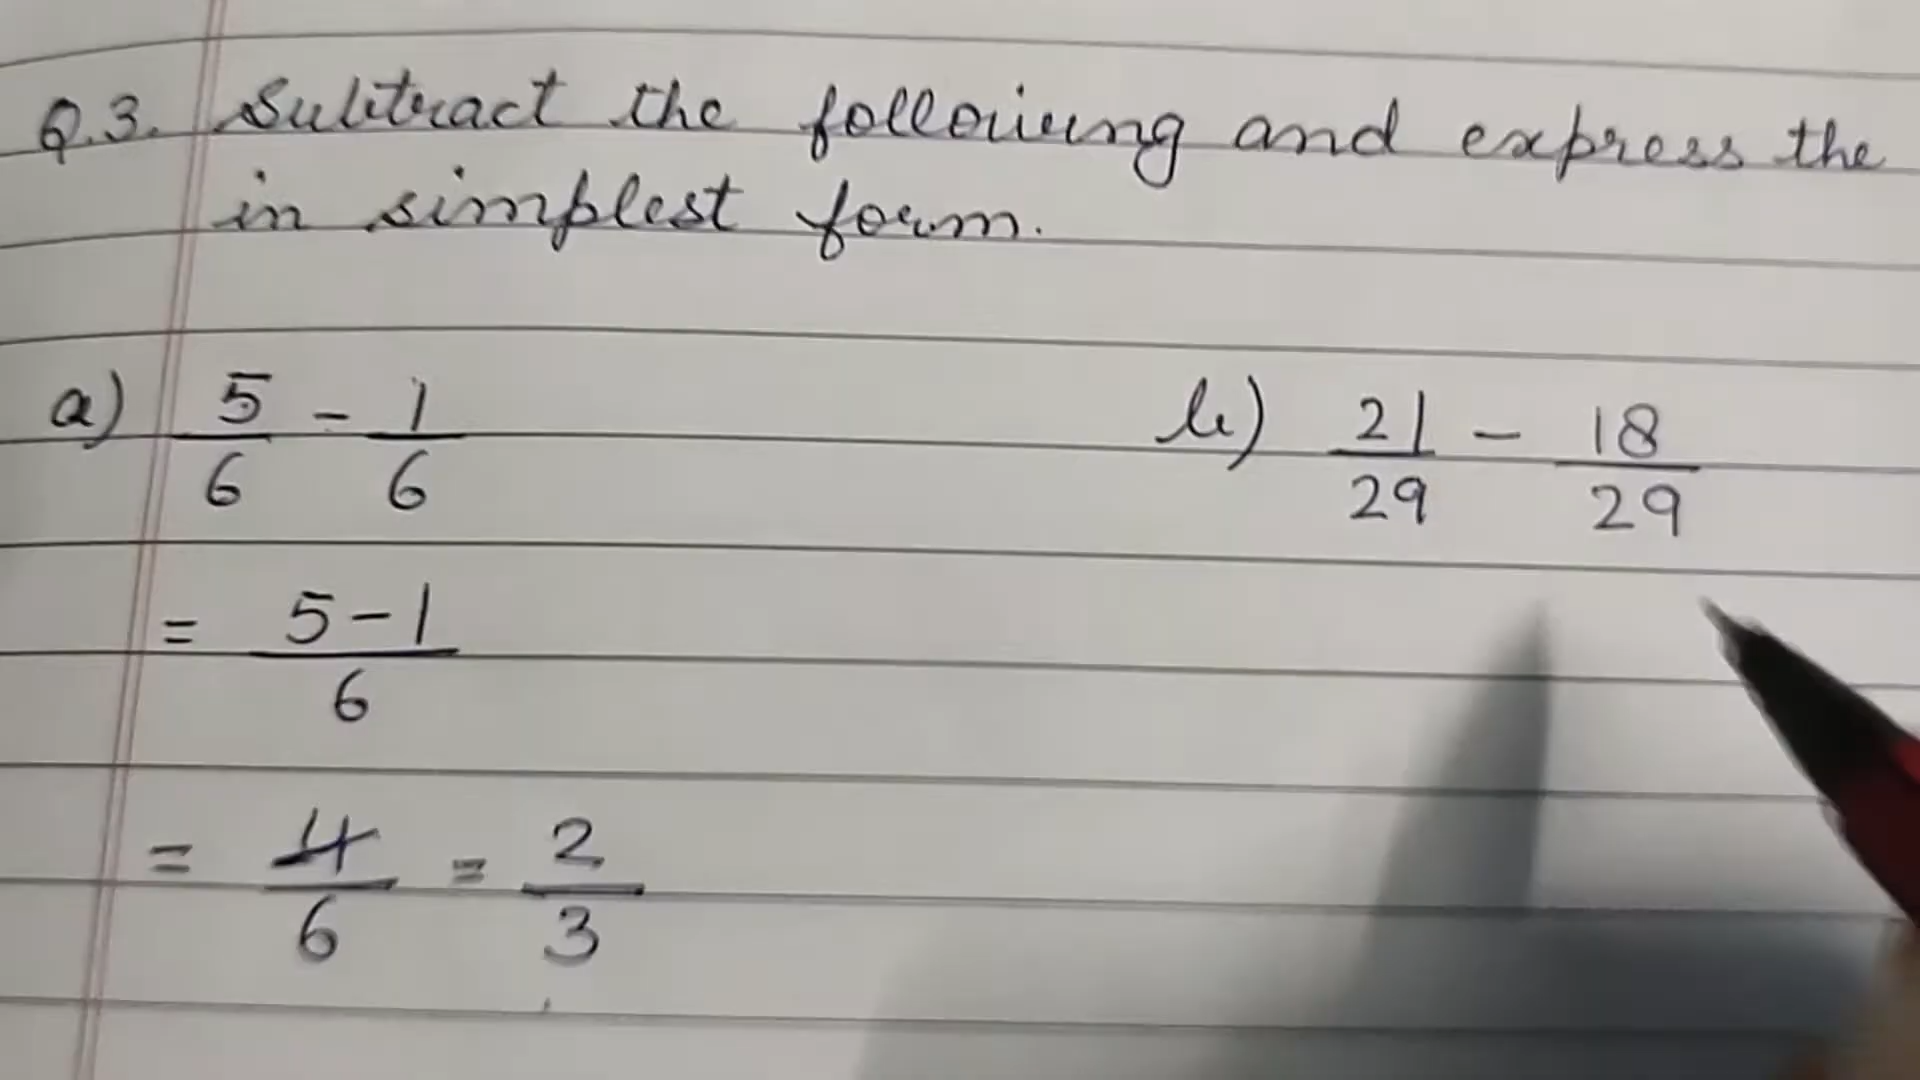 Q.3. Subtract the following and express the
in simplest form.
a) 5/6 - 1/6
b) 21/29 - 18/29
= 5-1/6
= 4/6 = 2/3